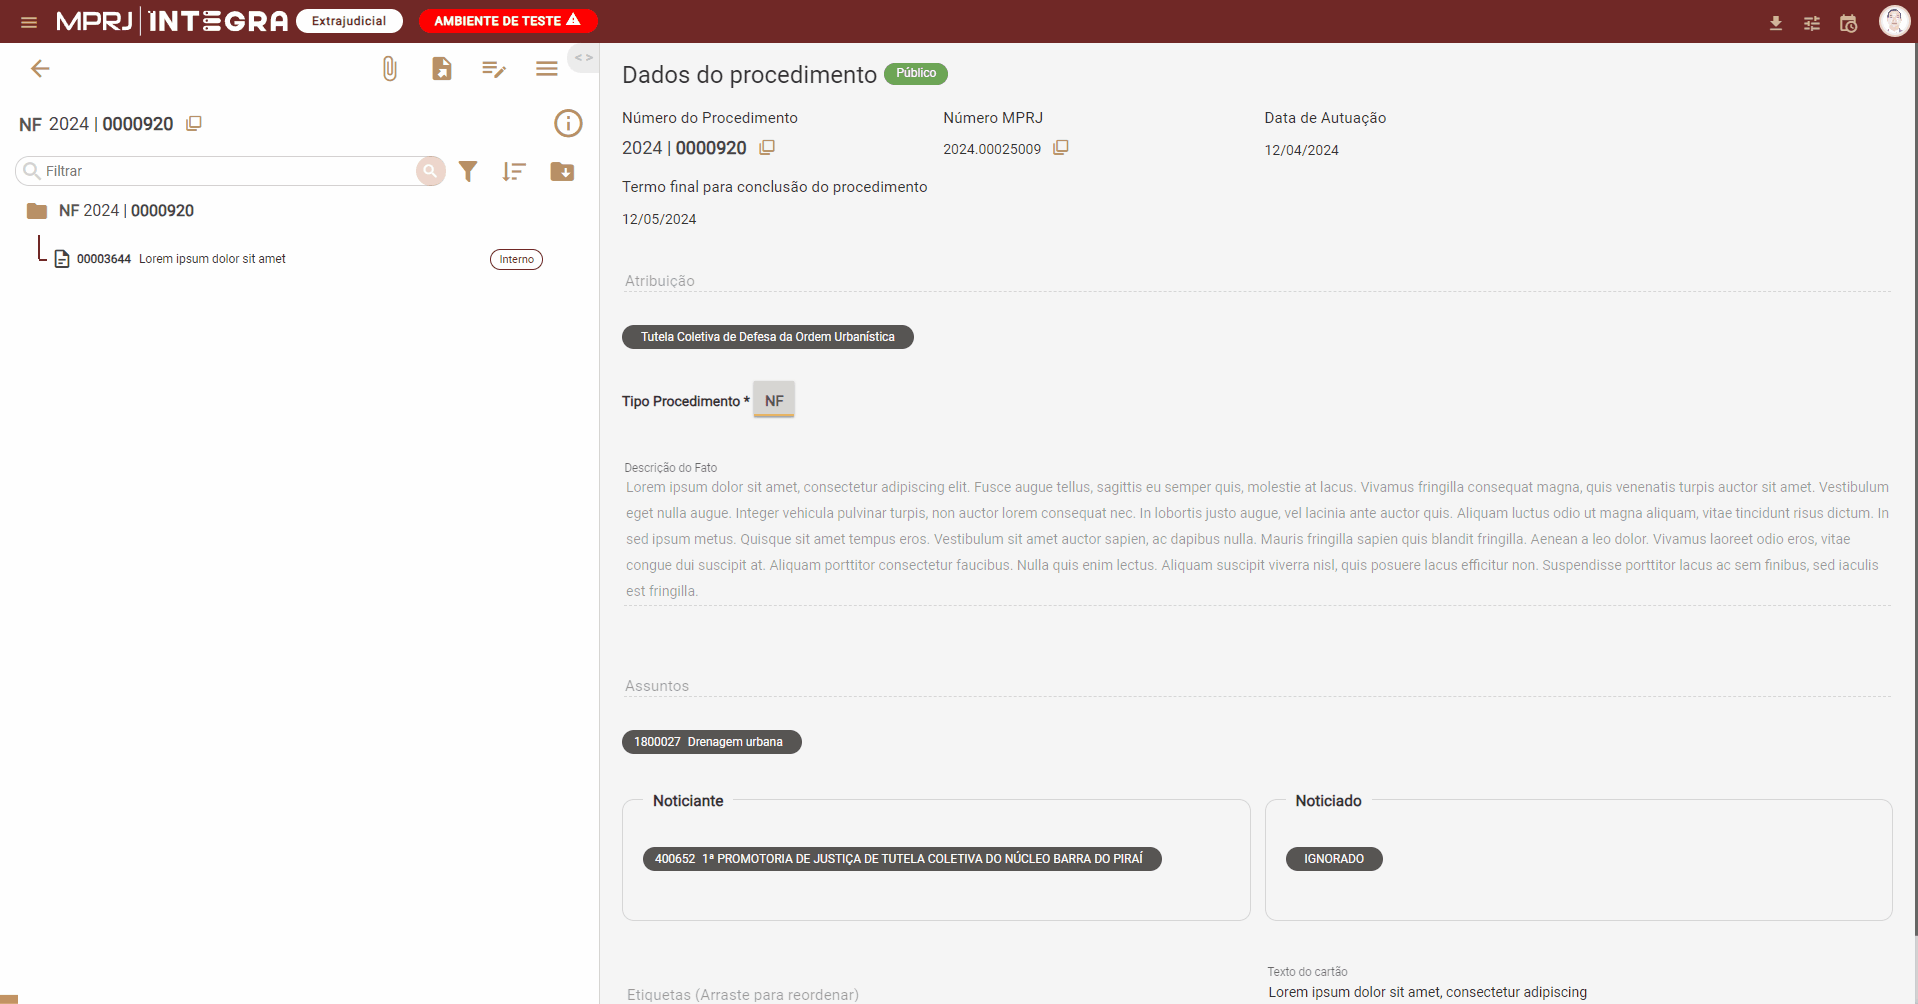 MPRJ INTEGRA Extrajudicial AMBIENTE DE TESTE
< >
NF 2024 | 0000920
Filtrar
NF 2024 | 0000920
00003644 Lorem ipsum dolor sit amet Interno
Dados do procedimento Público
Número do Procedimento Número MPRJ Data de Autuação
2024 | 0000920 2024.00025009 12/04/2024
Termo final para conclusão do procedimento
12/05/2024
Atribuição
Tutela Coletiva de Defesa da Ordem Urbanística
Tipo Procedimento * NF
Descrição do Fato
Lorem ipsum dolor sit amet, consectetur adipiscing elit. Fusce augue tellus, sagittis eu semper quis, molestie at lacus. Vivamus fringilla consequat magna, quis venenatis turpis auctor sit amet. Vestibulum
eget nulla augue. Integer vehicula pulvinar turpis, non auctor lorem consequat nec. In lobortis justo augue, vel lacinia ante auctor quis. Aliquam luctus odio ut magna aliquam, vitae tincidunt risus dictum. In
sed ipsum metus. Quisque sit amet tempus eros. Vestibulum sit amet auctor sapien, ac dapibus nulla. Mauris fringilla sapien quis blandit fringilla. Aenean a leo dolor. Vivamus laoreet odio eros, vitae
congue dui suscipit at. Aliquam porttitor consectetur faucibus. Nulla quis enim lectus. Aliquam suscipit viverra nisl, quis posuere lacus efficitur non. Suspendisse porttitor lacus ac sem finibus, sed iaculis
est fringilla.
Assuntos
1800027 Drenagem urbana
Noticiante
400652 1ª PROMOTORIA DE JUSTIÇA DE TUTELA COLETIVA DO NÚCLEO BARRA DO PIRAÍ
Noticiado
IGNORADO
Etiquetas (Arraste para reordenar)
Texto do cartão
Lorem ipsum dolor sit amet, consectetur adipiscing